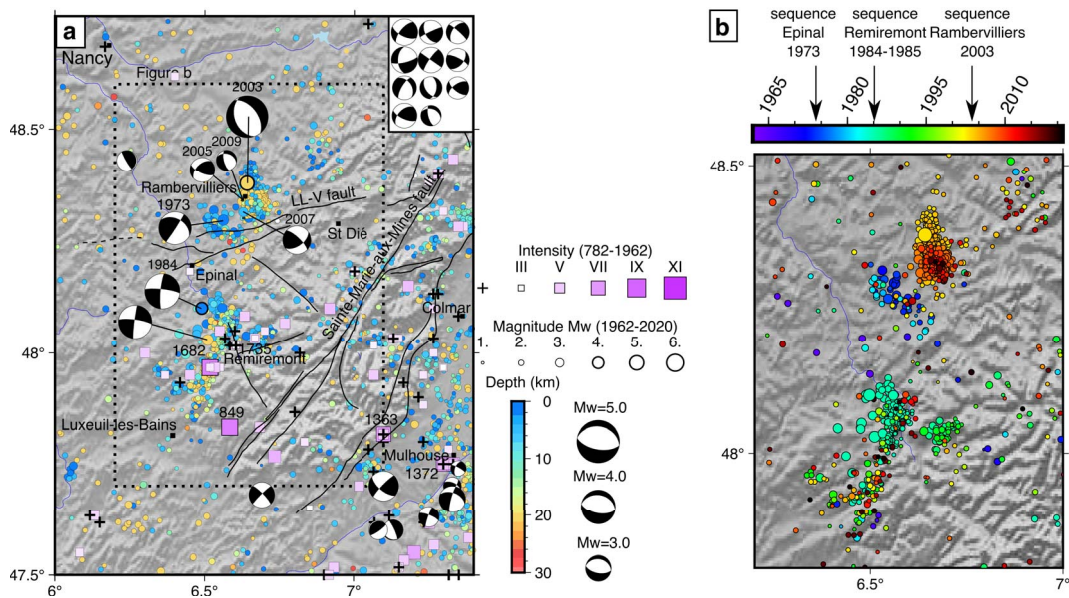 a
Nancy
Figure b
2003
2009
2005
Rambervilliers
LL-V fault
1973
2007
St Dié
Sainte-Marie-aux-Mines fault
1984
Epinal
Colmar
1682
1735
Remiremont
849
1363
Luxeuil-les-Bains
Mulhouse
1372
48.5°
48°
47.5°
6°
6.5°
7°
Intensity (782-1962)
III V VII IX XI
Magnitude Mw (1962-2020)
1. 2. 3. 4. 5. 6.
Depth (km)
0
10
20
30
Mw=5.0
Mw=4.0
Mw=3.0
b
sequence
Epinal
1973
sequence
Remiremont
1984-1985
sequence
Rambervilliers
2003
1965
1980
1995
2010
48.5°
48°
6.5°
7°